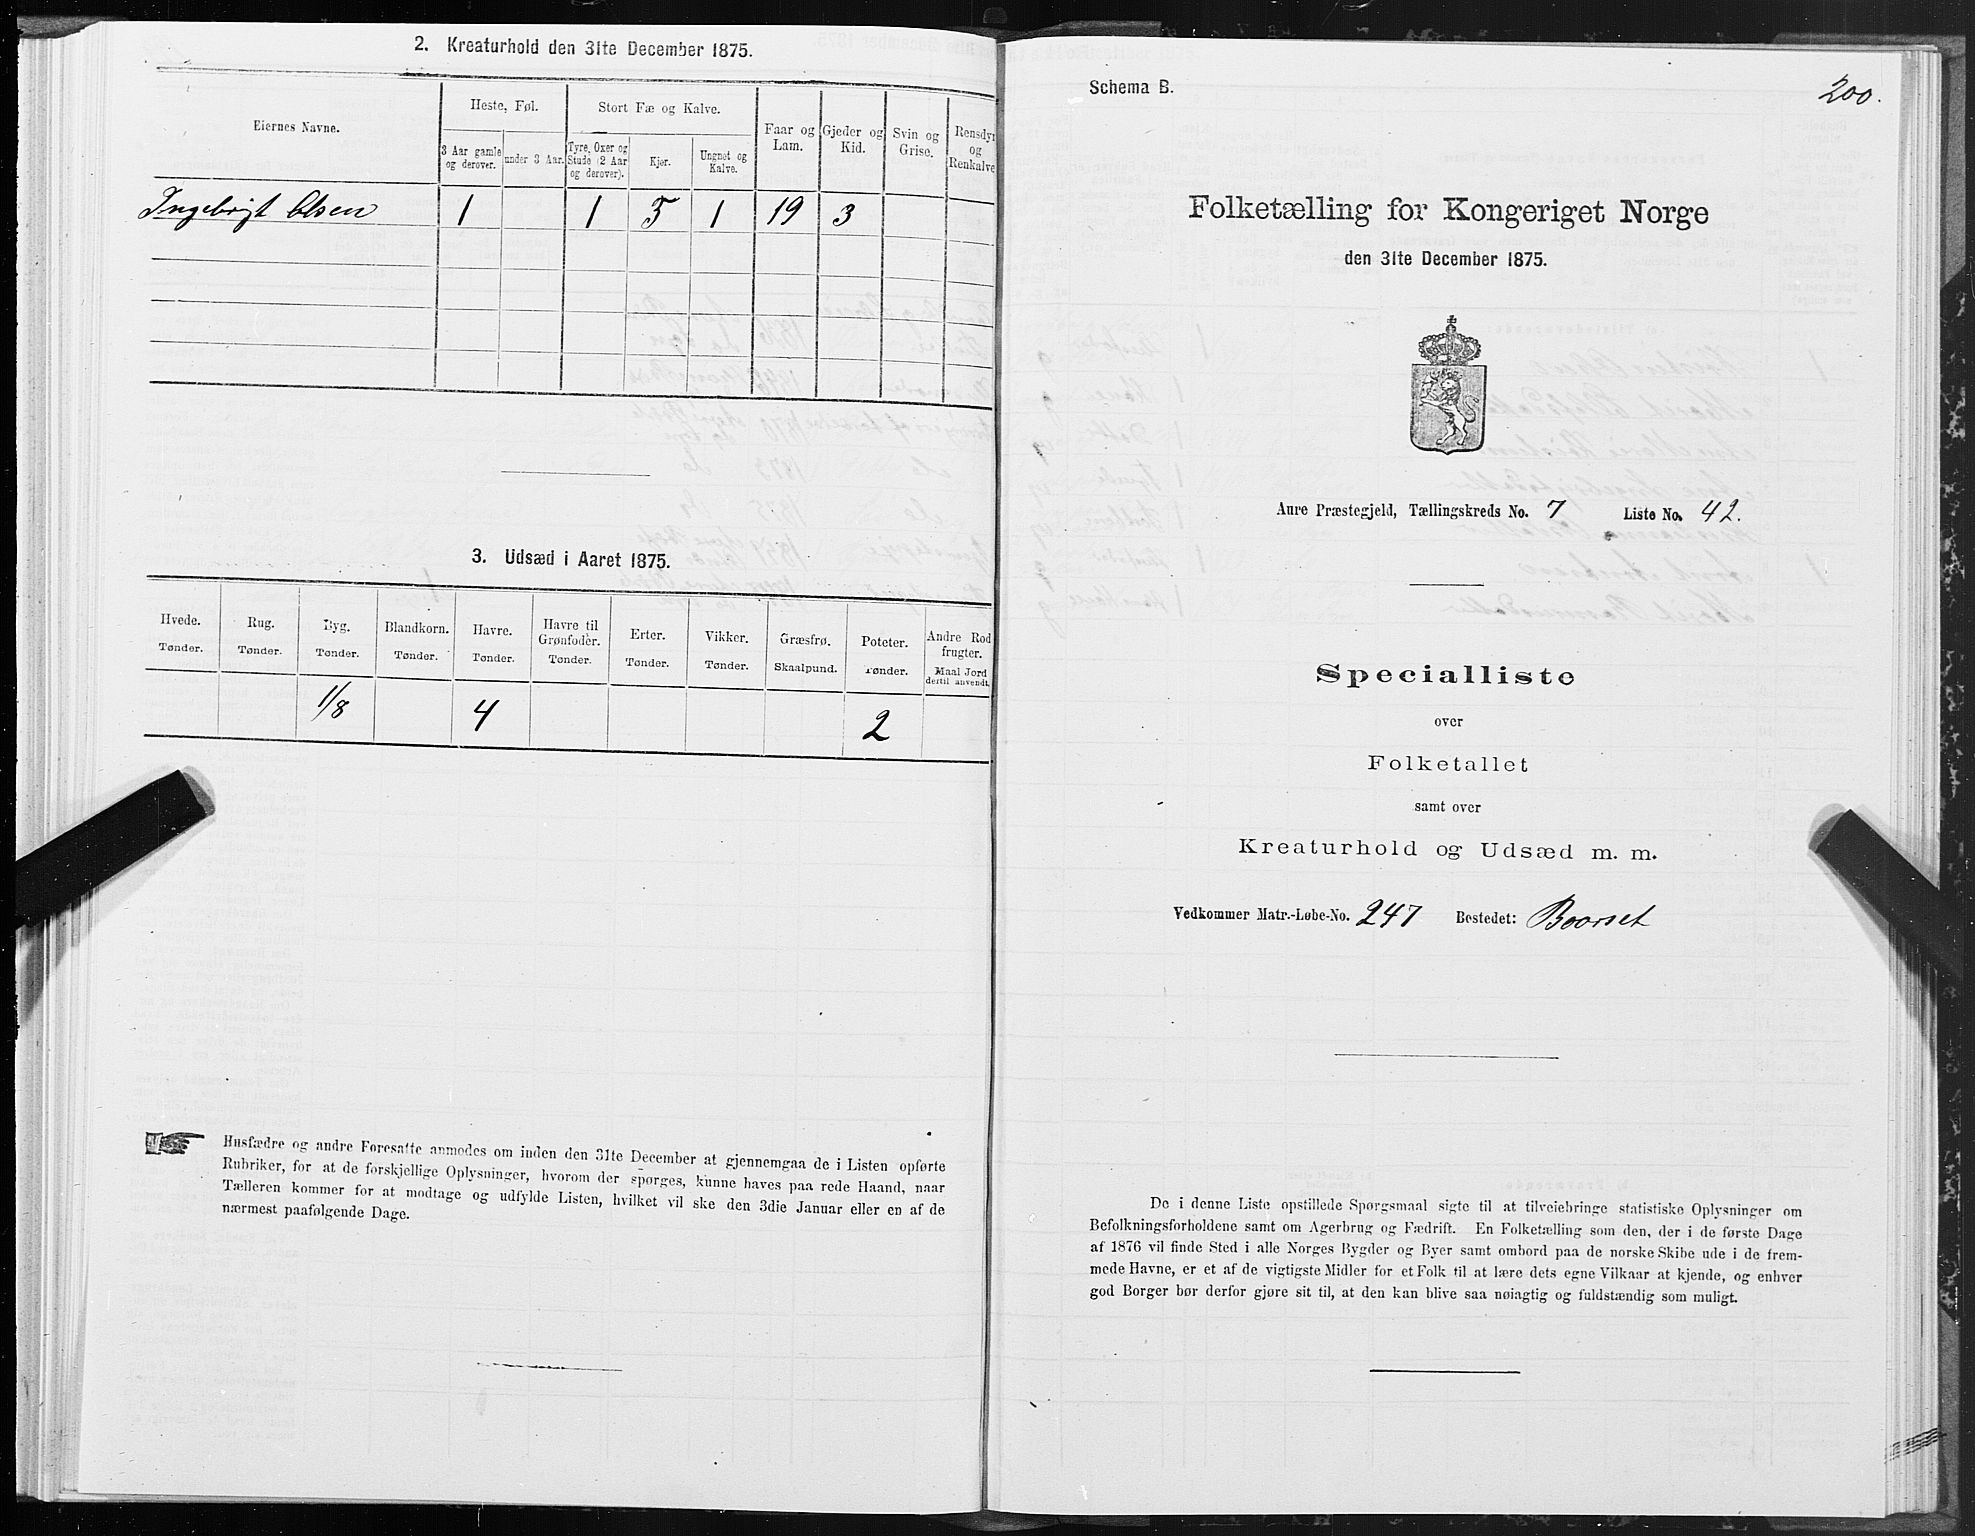 2. Kreaturhold den 31te December 1875.
Eiernes Navne.
Heste, Føl.
Stort Fæ og Kalve.
Faar og Lam.
Gjeder og Kid.
Svin og Grise.
Rensdyr og Renkalve
3 Aar gamle og derover.
under 3 Aar.
Tyre, Oxer og Stude (2 Aar og derover).
Kjør.
Ungnet og Kalve.
Ingebrigt Olsen 1 1 5 1 19 3
3. Udsæd i Aaret 1875.
Hvede. Tønder.
Rug. Tønder.
Byg. Tønder.
Blandkorn. Tønder.
Havre. Tønder.
Havre til Grønfoder. Tønder.
Erter. Tønder.
Vikker. Tønder.
Græsfrø. Skaalpund.
Poteter. Tønder.
Andre Rod frugter. Maal Jord dertil anvendt.
1/8 4 2
Husfædre og andre Foresatte anmodes om inden den 31te December at gjennemgaa de i Listen opførte
Rubriker, for at de forskjellige Oplysninger, hvorom der spørges, kunne haves paa rede Haand, naar
Tælleren kommer for at modtage og udfylde Listen, hvilket vil ske den 3die Januar eller en af de
nærmest paafølgende Dage.
Schema B.
200.
Folketælling for Kongeriget Norge
den 31te December 1875.
Aure Præstegjeld, Tællingskreds No. 7 Liste No. 42.
Specialliste
over
Folketallet
samt over
Kreaturhold og Udsæd m. m.
Vedkommer Matr.-Løbe-No. 247 Bostedet: Boorset
De i denne Liste opstillede Spørgsmaal sigte til at tilveiebringe statistiske Oplysninger om
Befolkningsforholdene samt om Agerbrug og Fædrift. En Folketælling som den, der i de første Dage
af 1876 vil finde Sted i alle Norges Bygder og Byer samt ombord paa de norske Skibe ude i de frem-
mede Havne, er et af de vigtigste Midler for et Folk til at lære dets egne Vilkaar at kjende, og enhver
god Borger bør derfor gjøre sit til, at den kan blive saa nøiagtig og fuldstændig som muligt.